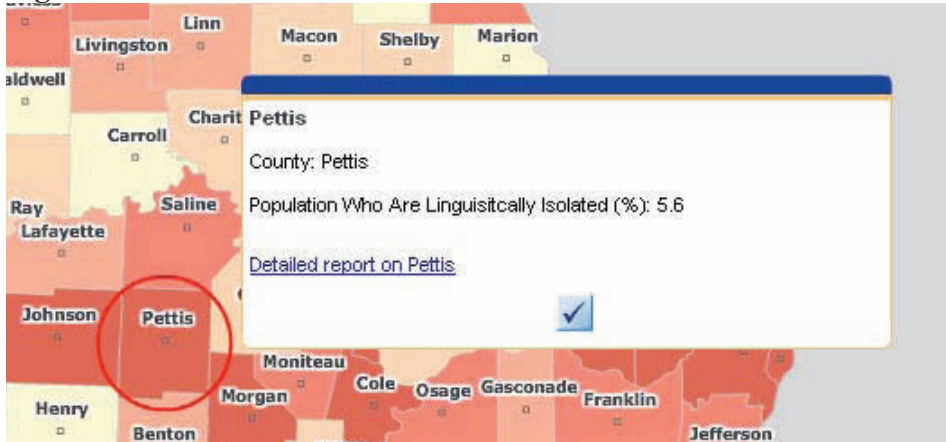 Linn
Livingston
Macon
Shelby
Marion
Charit
Carroll
Pettis
County: Pettis
Population Who Are Linguisitcally Isolated (%): 5.6
Detailed report on Pettis
Ray
Saline
Lafayette
Johnson
Pettis
Moniteau
Cole
Osage
Gasconade
Morgan
Franklin
Henry
Benton
Jefferson